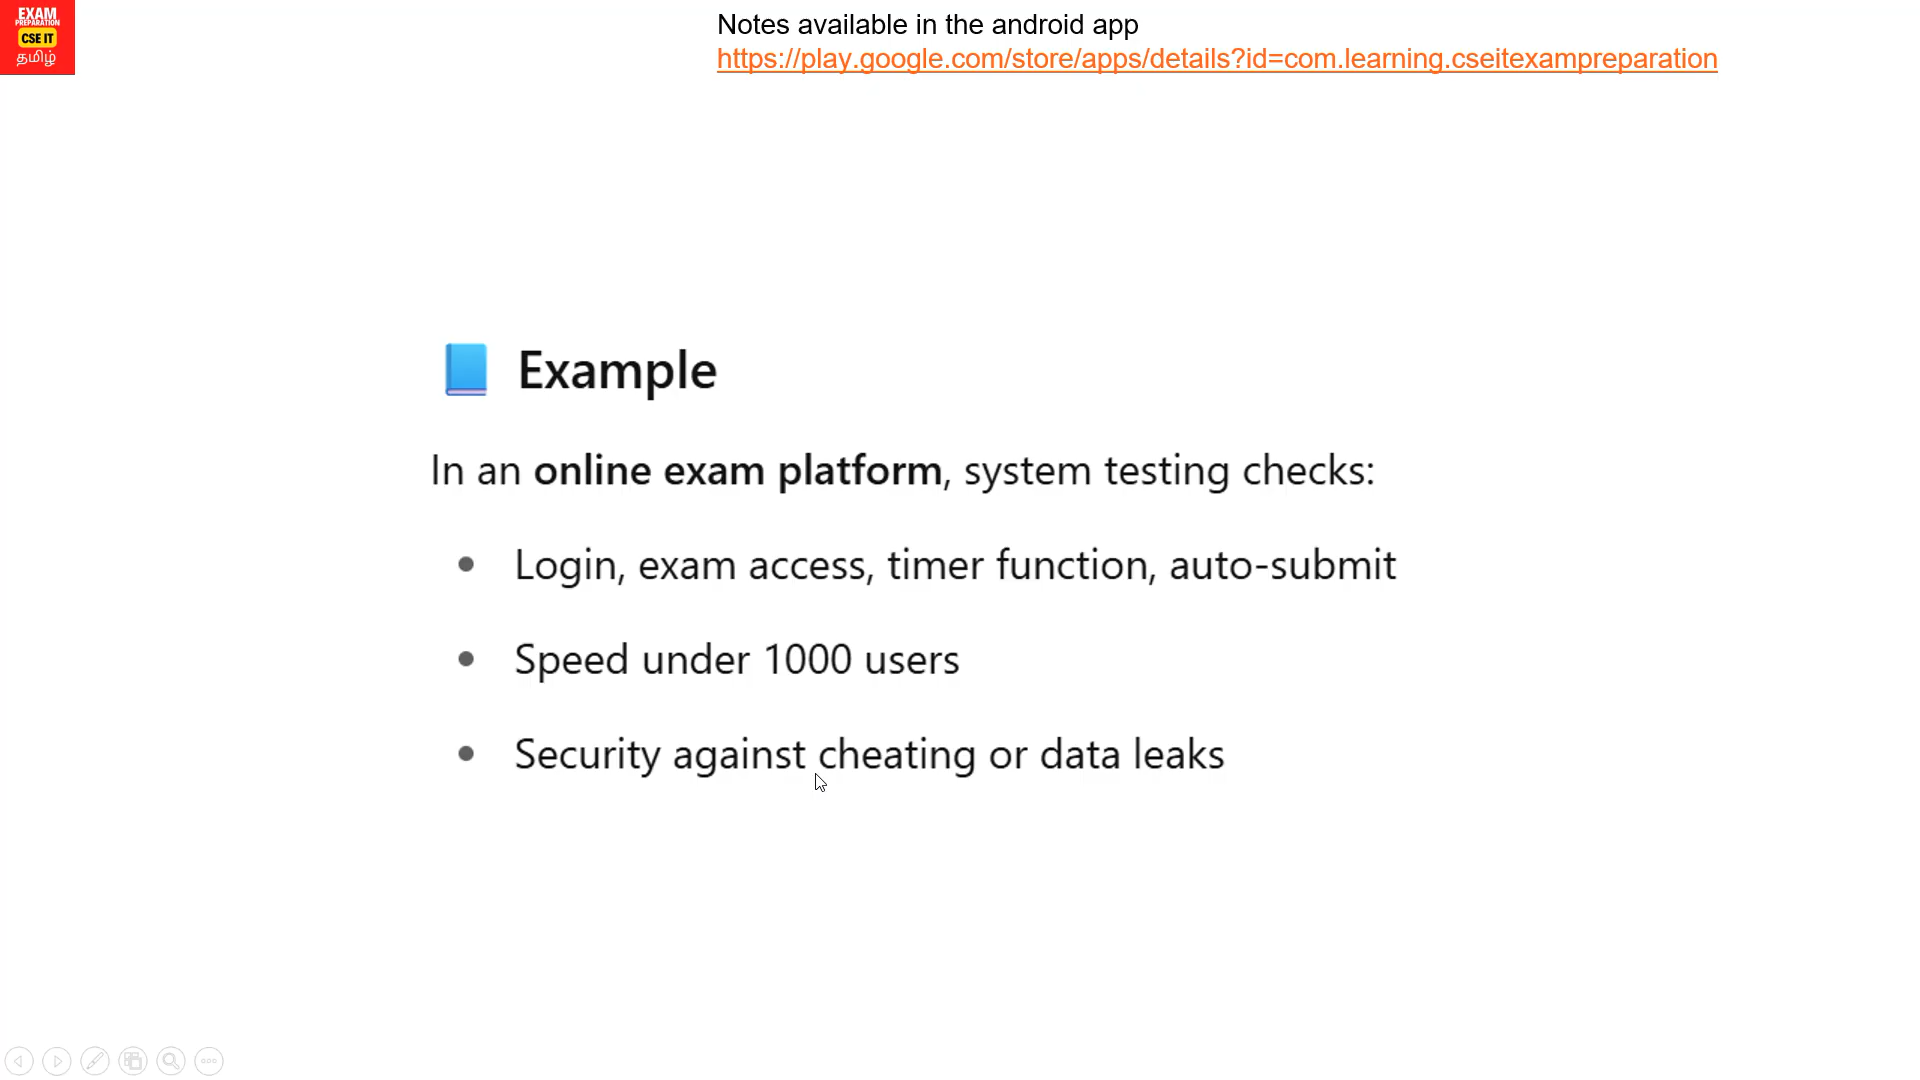 EXAM
PREPARATION
CSE IT
தமிழ்
Notes available in the android app
https://play.google.com/store/apps/details?id=com.learning.cseitexampreparation
Example
In an online exam platform, system testing checks:
• Login, exam access, timer function, auto-submit
• Speed under 1000 users
• Security against cheating or data leaks